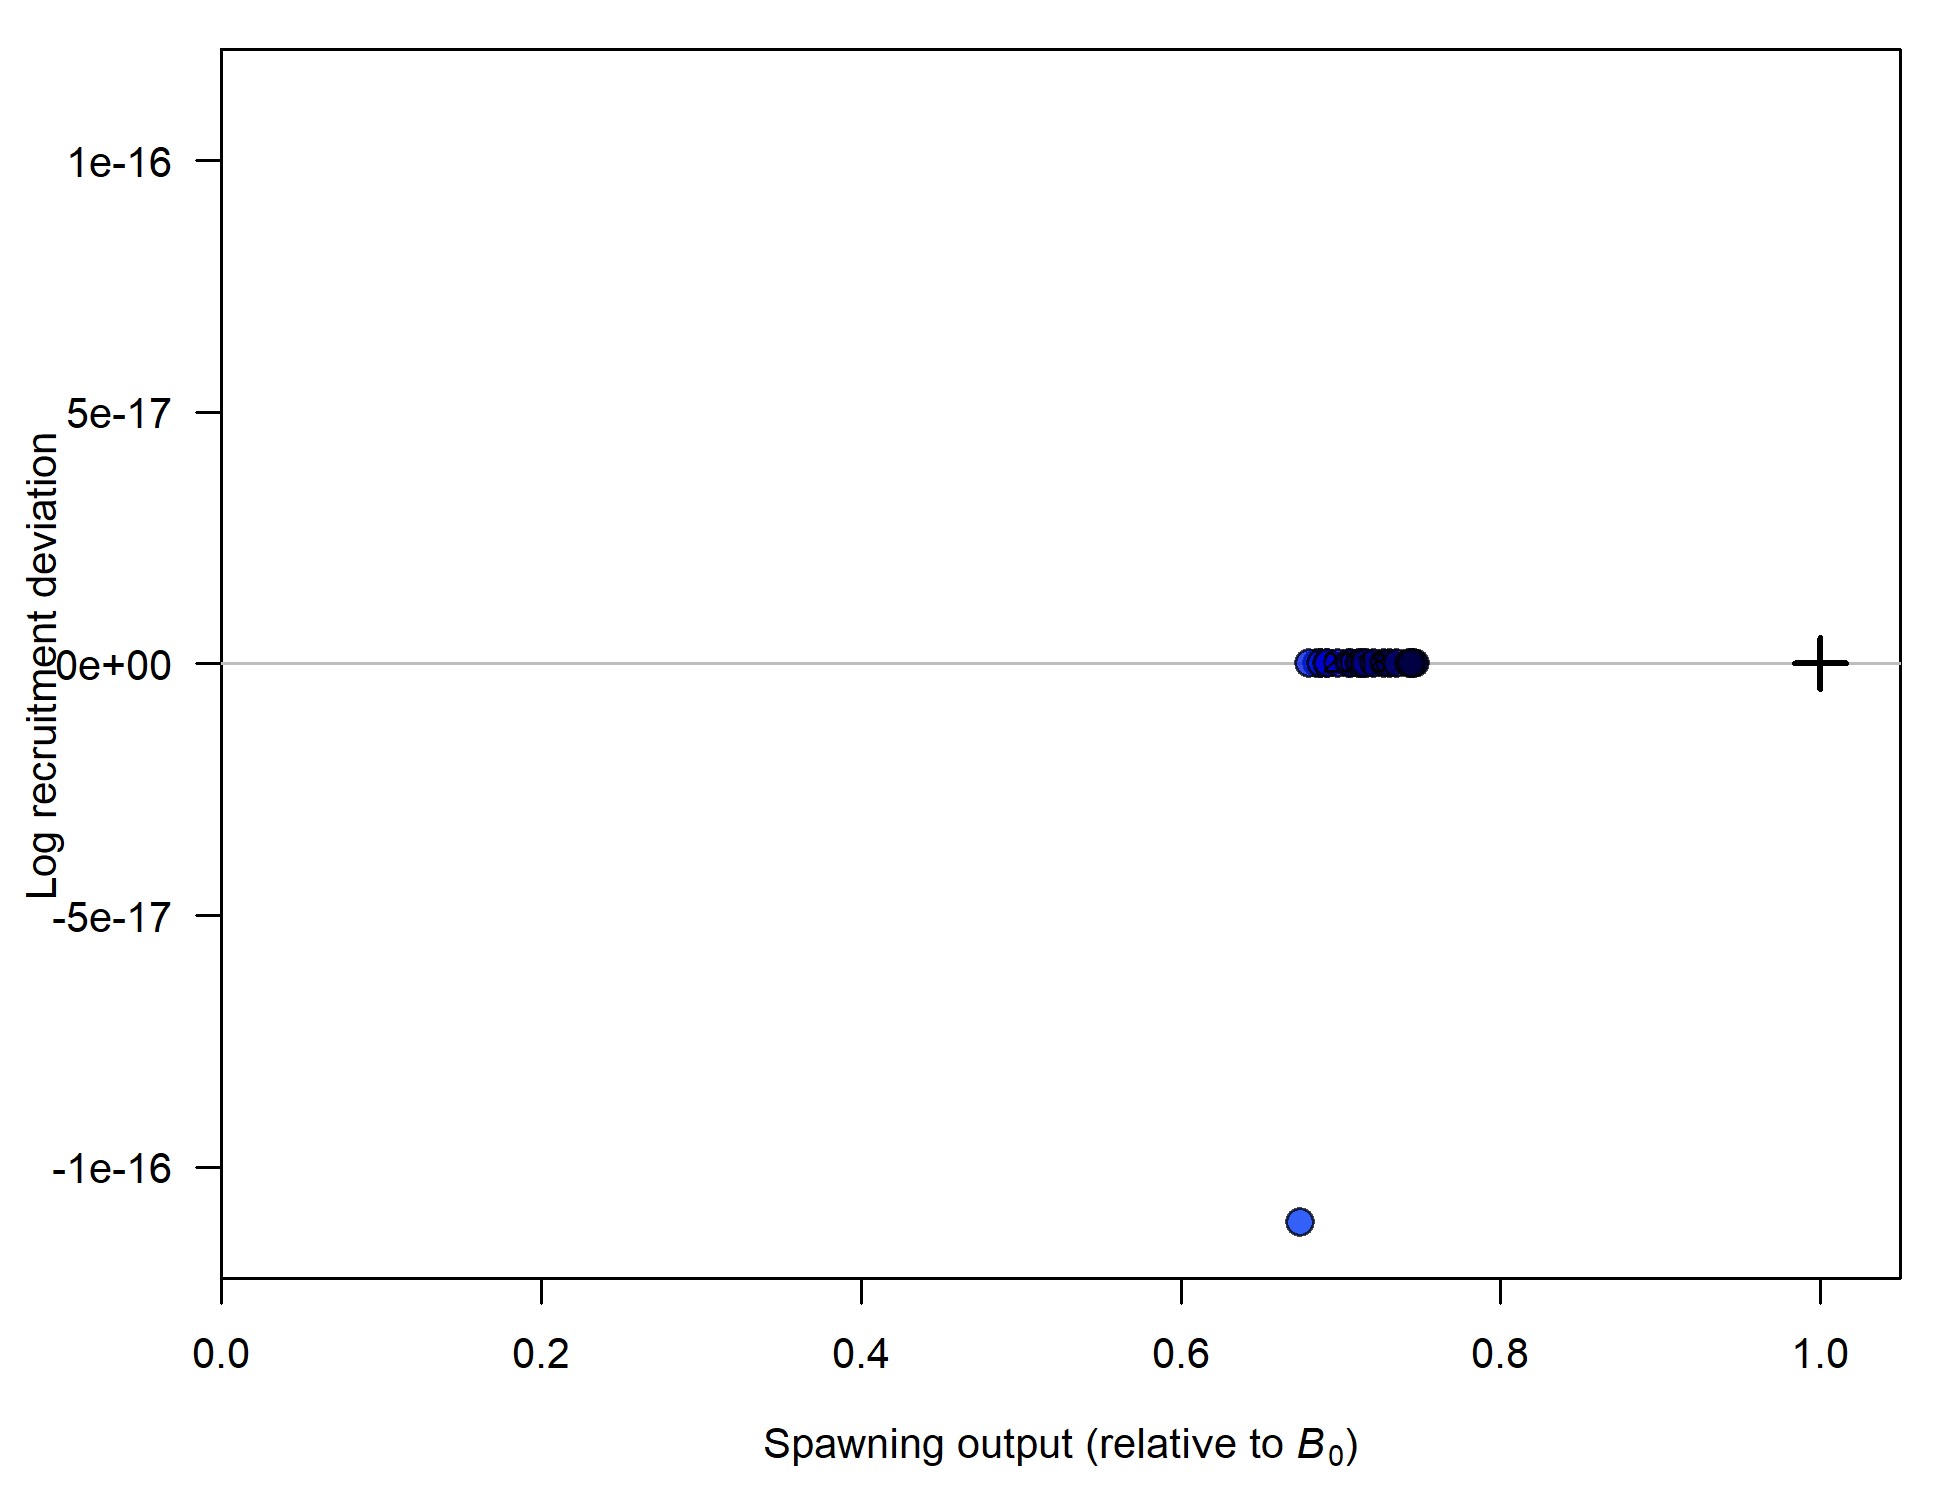 1e-16
5e-17
0e+00
-5e-17
-1e-16
Log recruitment deviation
0.0 0.2 0.4 0.6 0.8 1.0
Spawning output (relative to B₀)